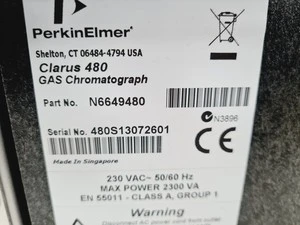 PerkinElmer
Shelton, CT 06484-4794 USA
Clarus 480
GAS Chromatograph
Part No. N6649480
N3896
Serial No. 480S13072601
Made in Singapore
230 VAC~ 50/60 Hz
MAX POWER 2300 VA
EN 55011 - CLASS A, GROUP 1
Warning